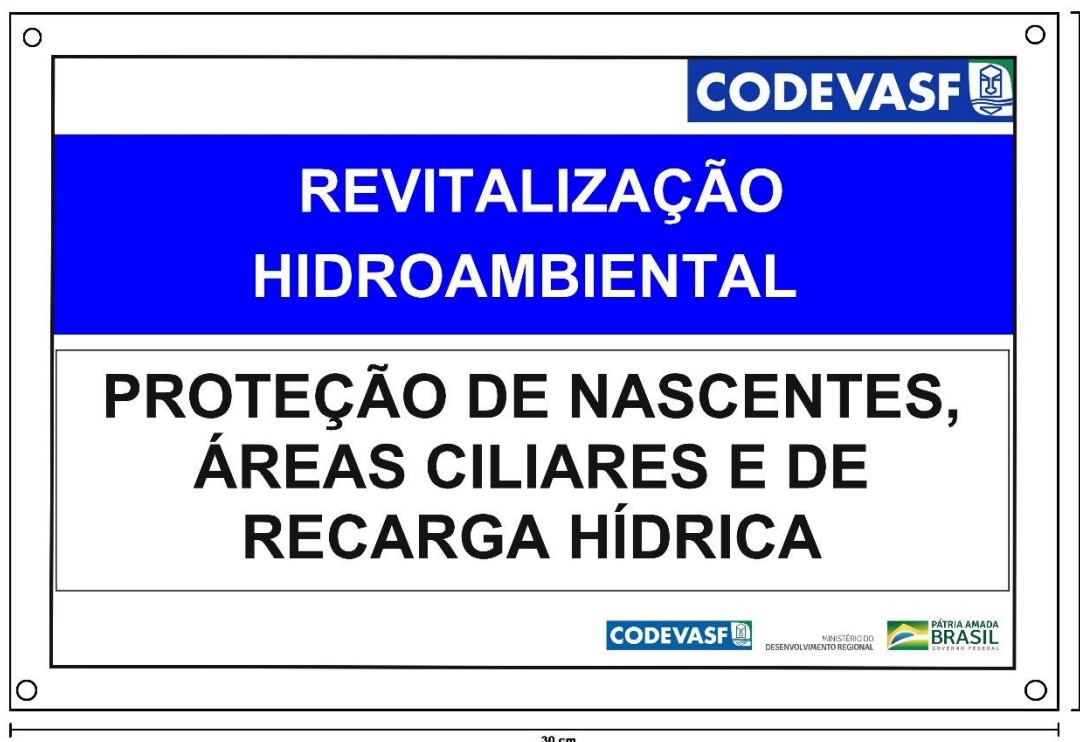 CODEVASF
REVITALIZAÇÃO
HIDROAMBIENTAL
PROTEÇÃO DE NASCENTES,
ÁREAS CILIARES E DE
RECARGA HÍDRICA
CODEVASF
MINISTÉRIO DO
DESENVOLVIMENTO REGIONAL
PÁTRIA AMADA
BRASIL
GOVERNO FEDERAL
30 cm